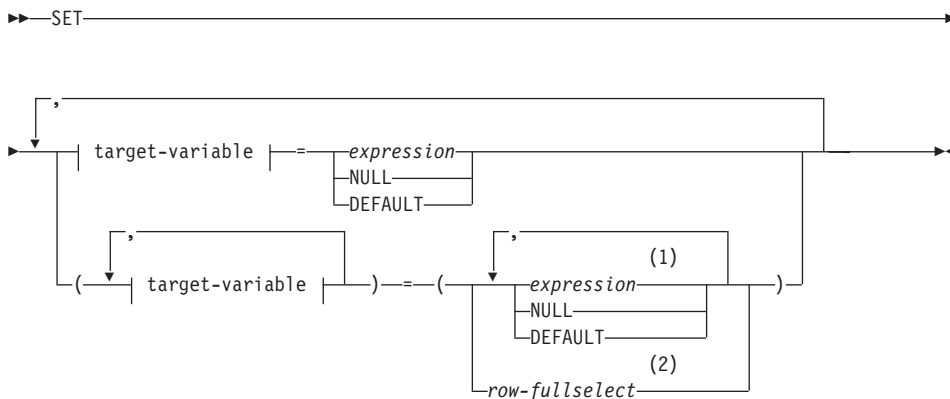 SET
,
target-variable = expression
NULL
DEFAULT
, ,
(1)
( target-variable ) = ( expression )
NULL
DEFAULT
(2)
row-fullselect